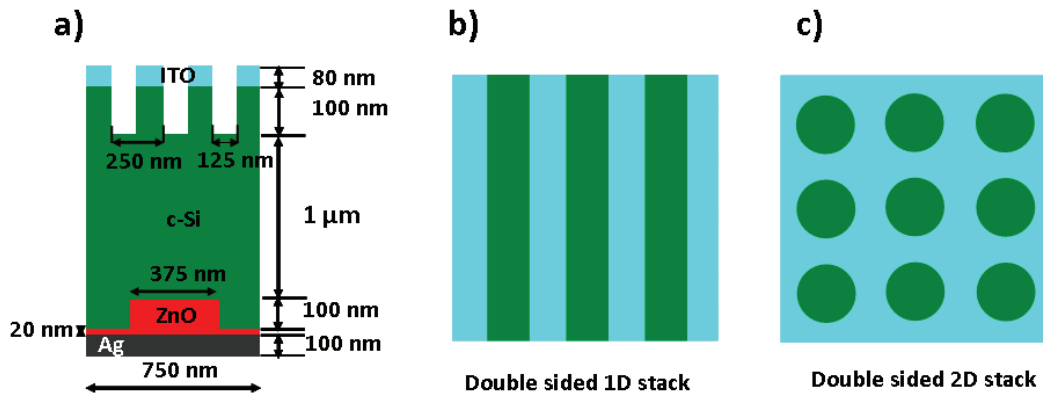 a)
b)
c)
ITO
80 nm
100 nm
250 nm
125 nm
c-Si
1 µm
375 nm
ZnO
100 nm
20 nm
Ag
100 nm
750 nm
Double sided 1D stack
Double sided 2D stack